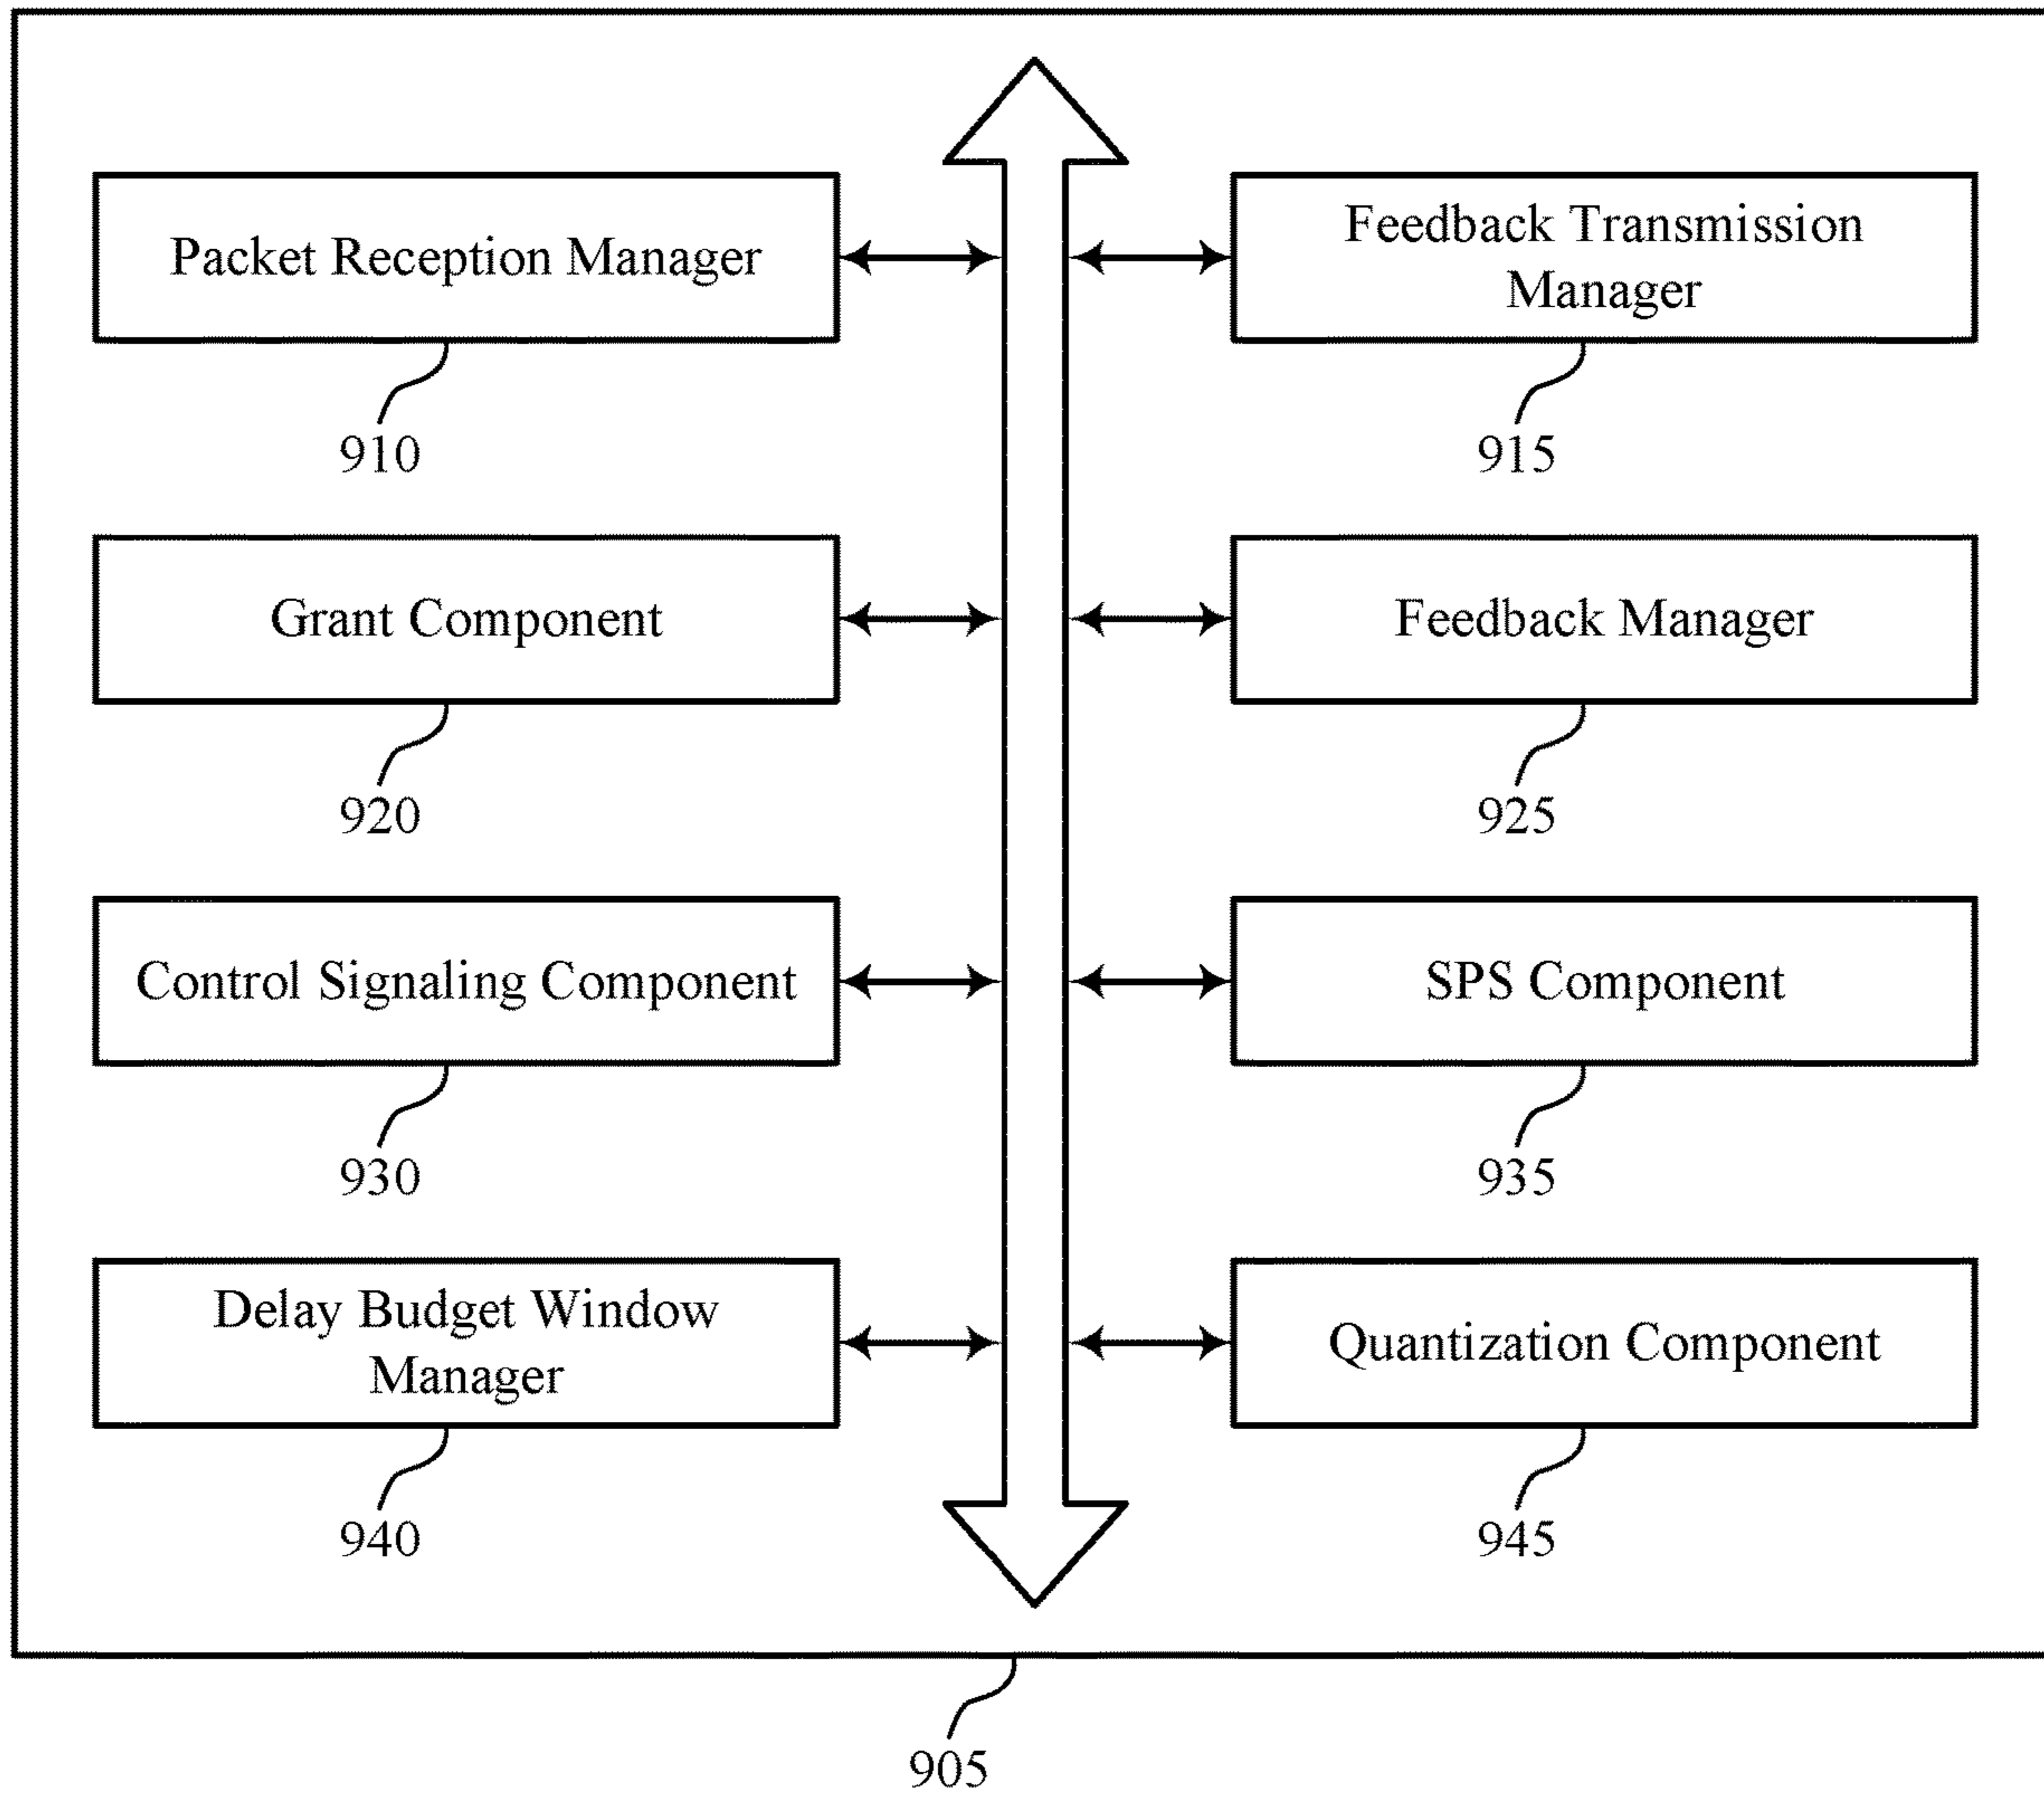 Packet Reception Manager
910
Feedback Transmission
Manager
915
Grant Component
920
Feedback Manager
925
Control Signaling Component
930
SPS Component
935
Delay Budget Window
Manager
940
Quantization Component
945
905